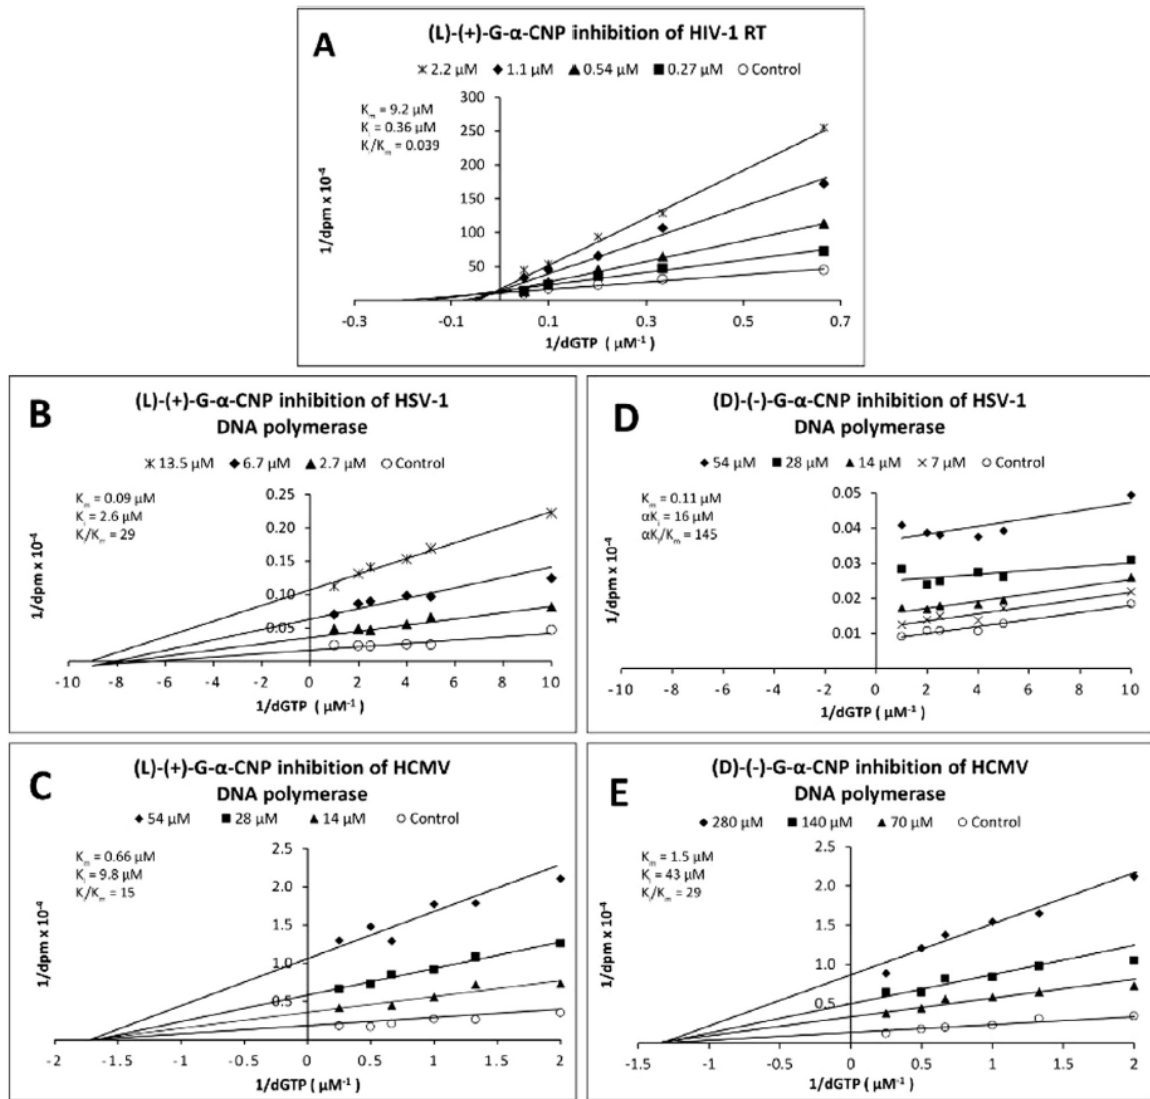 A
(L)-(+)-G-α-CNP inhibition of HIV-1 RT
2.2 µM 1.1 µM 0.54 µM 0.27 µM Control
Km = 9.2 µM
Ki = 0.36 µM
Ki/Km = 0.039
300
250
200
150
100
50
1/dpm x 10-4
-0.3 -0.1 0.1 0.3 0.5 0.7
1/dGTP ( µM-1 )
B
(L)-(+)-G-α-CNP inhibition of HSV-1
DNA polymerase
13.5 µM 6.7 µM 2.7 µM Control
Km = 0.09 µM
Ki = 2.6 µM
Ki/Km = 29
0.25
0.20
0.15
0.10
0.05
1/dpm x 10-4
-10 -8 -6 -4 -2 0 2 4 6 8 10
1/dGTP ( µM-1 )
D
(D)-(-)-G-α-CNP inhibition of HSV-1
DNA polymerase
54 µM 28 µM 14 µM 7 µM Control
Km = 0.11 µM
αKi = 16 µM
αKi/Km = 145
0.05
0.04
0.03
0.02
0.01
1/dpm x 10-4
-10 -8 -6 -4 -2 0 2 4 6 8 10
1/dGTP ( µM-1 )
C
(L)-(+)-G-α-CNP inhibition of HCMV
DNA polymerase
54 µM 28 µM 14 µM Control
Km = 0.66 µM
Ki = 9.8 µM
Ki/Km = 15
2.5
2.0
1.5
1.0
0.5
1/dpm x 10-4
-2 -1.5 -1 -0.5 0 0.5 1 1.5 2
1/dGTP ( µM-1 )
E
(D)-(-)-G-α-CNP inhibition of HCMV
DNA polymerase
280 µM 140 µM 70 µM Control
Km = 1.5 µM
Ki = 43 µM
Ki/Km = 29
2.5
2.0
1.5
1.0
0.5
1/dpm x 10-4
-1.5 -1 -0.5 0 0.5 1 1.5 2
1/dGTP ( µM-1 )